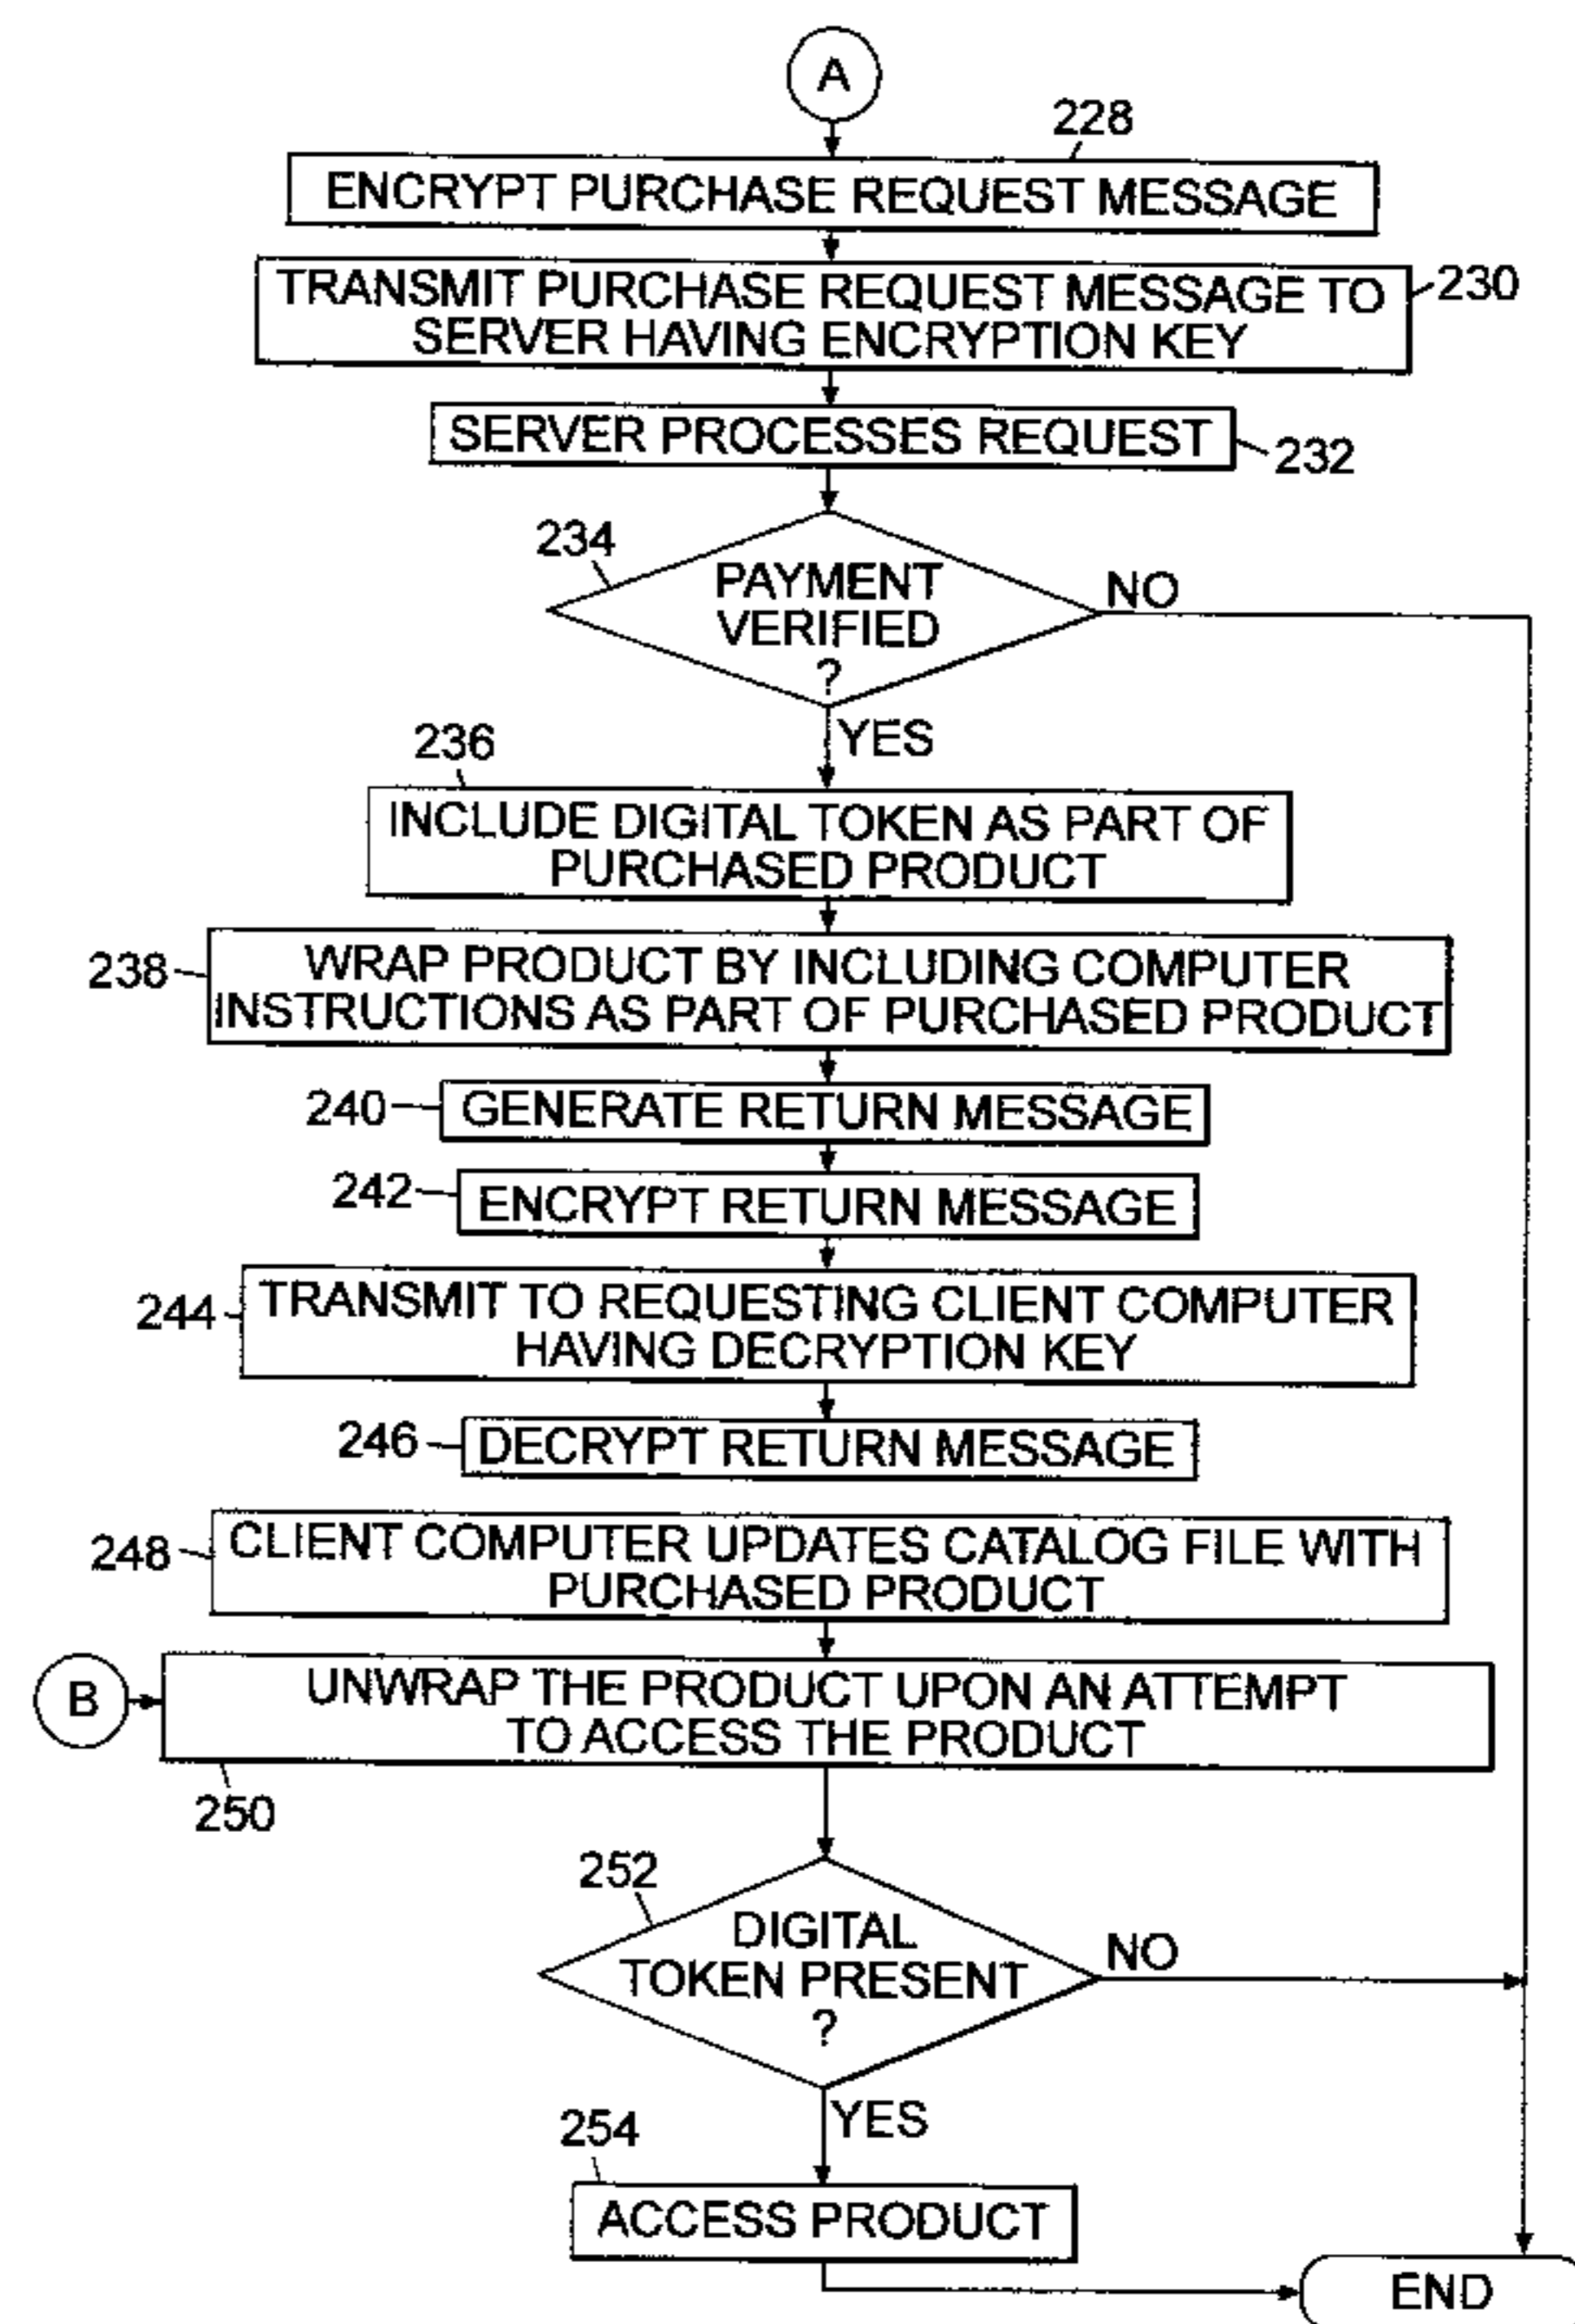 A
228
ENCRYPT PURCHASE REQUEST MESSAGE
TRANSMIT PURCHASE REQUEST MESSAGE TO
SERVER HAVING ENCRYPTION KEY
230
SERVER PROCESSES REQUEST
232
234
PAYMENT
VERIFIED
?
NO
YES
236
INCLUDE DIGITAL TOKEN AS PART OF
PURCHASED PRODUCT
238
WRAP PRODUCT BY INCLUDING COMPUTER
INSTRUCTIONS AS PART OF PURCHASED PRODUCT
240
GENERATE RETURN MESSAGE
242
ENCRYPT RETURN MESSAGE
244
TRANSMIT TO REQUESTING CLIENT COMPUTER
HAVING DECRYPTION KEY
246
DECRYPT RETURN MESSAGE
248
CLIENT COMPUTER UPDATES CATALOG FILE WITH
PURCHASED PRODUCT
B
UNWRAP THE PRODUCT UPON AN ATTEMPT
TO ACCESS THE PRODUCT
250
252
DIGITAL
TOKEN PRESENT
?
NO
YES
254
ACCESS PRODUCT
END